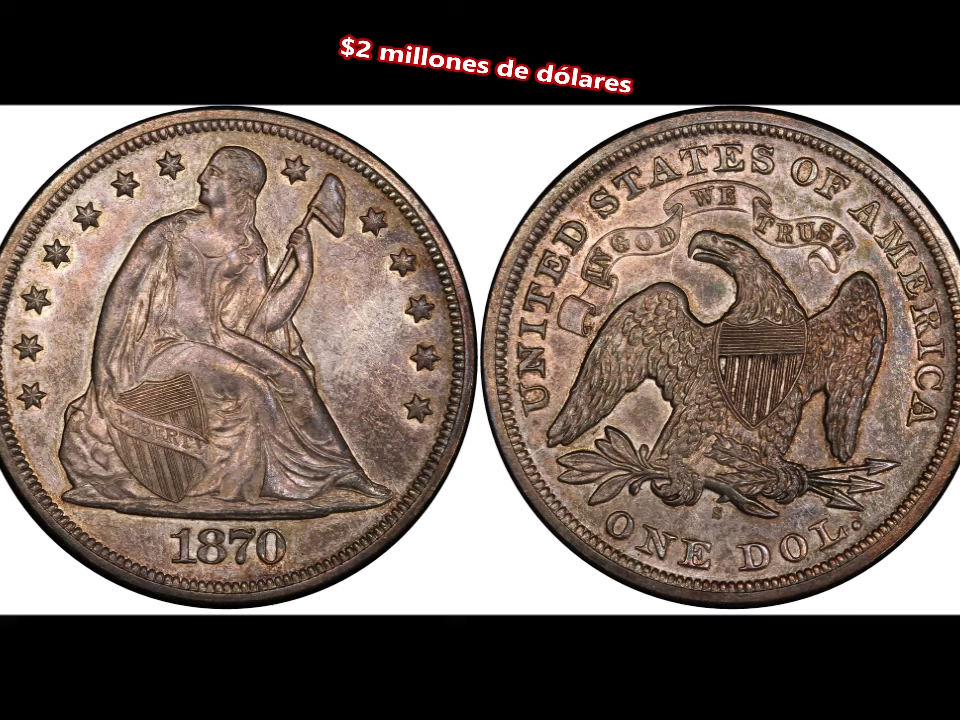 $2 millones de dólares
LIBERTY
1870
UNITED STATES OF AMERICA
IN GOD WE TRUST
S
ONE DOL.